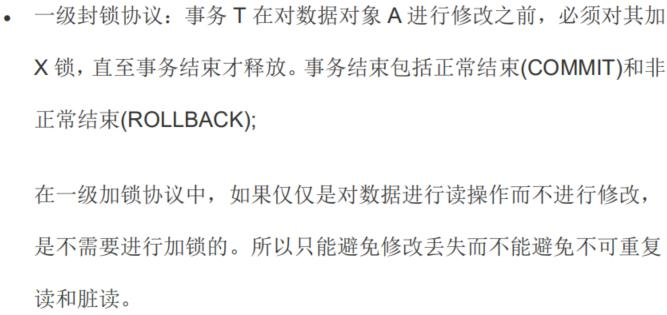 • 一级封锁协议：事务 T 在对数据对象 A 进行修改之前，必须对其加
X 锁，直至事务结束才释放。事务结束包括正常结束(COMMIT)和非
正常结束(ROLLBACK);
在一级加锁协议中，如果仅仅是对数据进行读操作而不进行修改，
是不需要进行加锁的。所以只能避免修改丢失而不能避免不可重复
读和脏读。